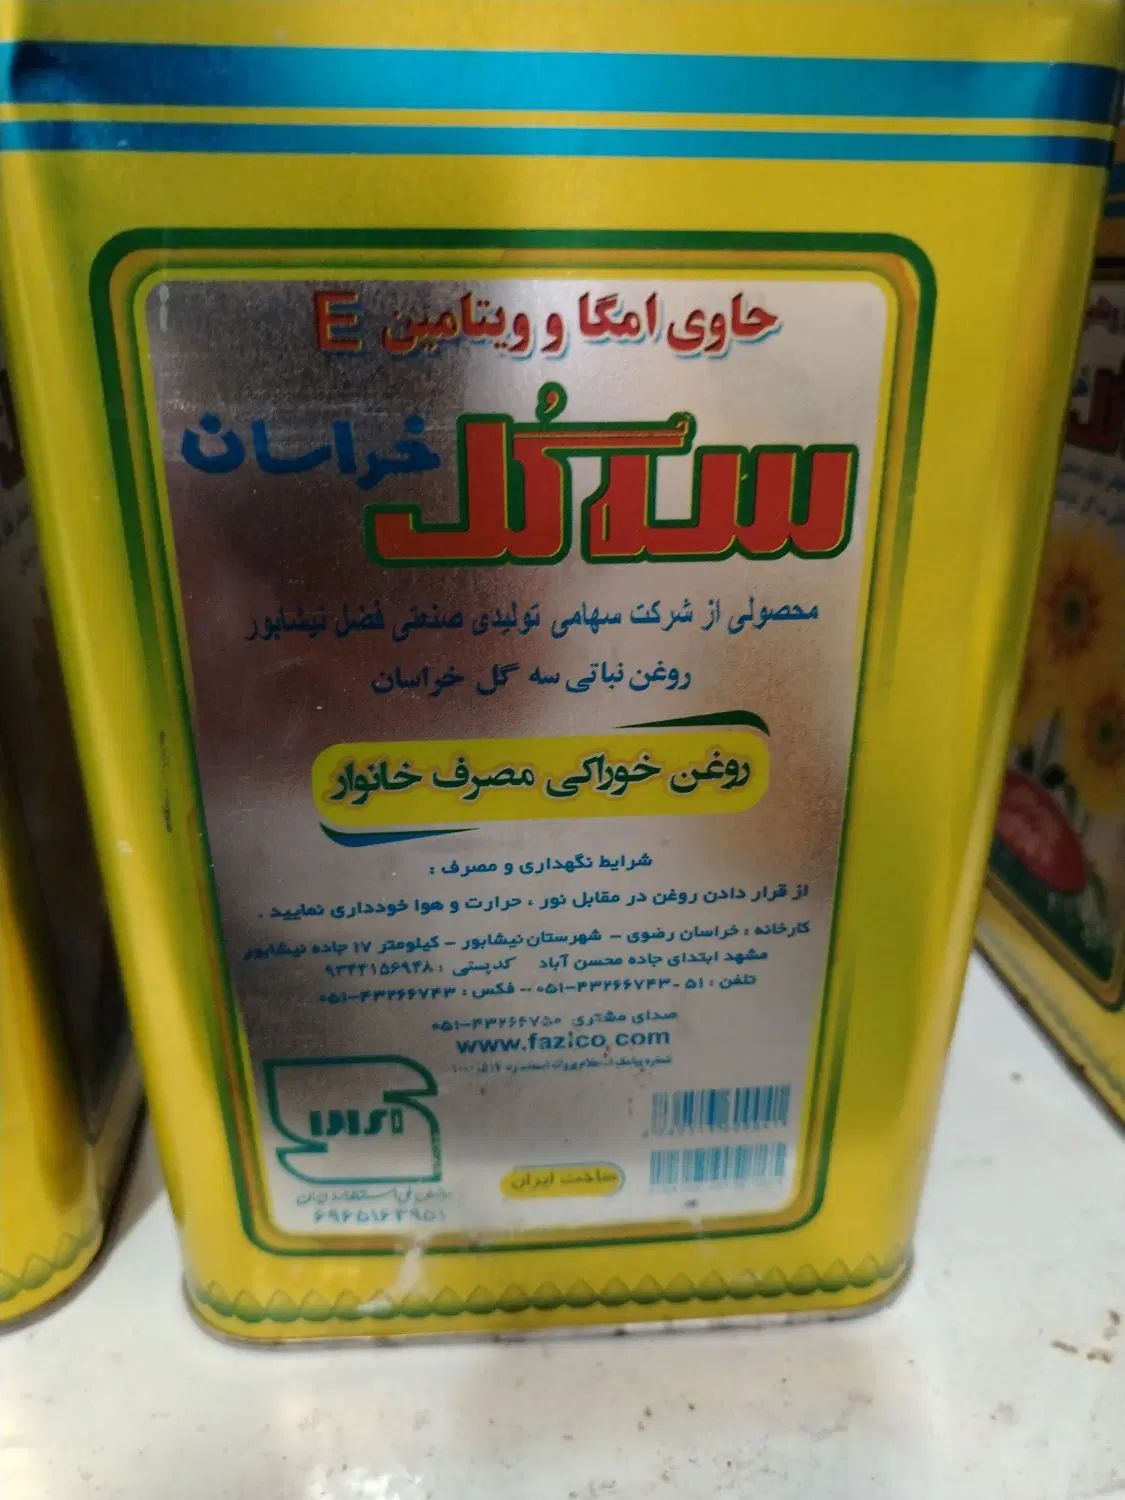 حاوی امگا و ویتامین E
سه گل خراسان
محصولی از شرکت سهامی تولیدی صنعتی فضل نیشابور
روغن نباتی سه گل خراسان
روغن خوراکی مصرف خانوار
شرایط نگهداری و مصرف :
از قرار دادن روغن در مقابل نور ، حرارت و هوا خودداری نمایید .
کارخانه : خراسان رضوی - شهرستان نیشابور - کیلومتر ۱۷ جاده نیشابور
مشهد ابتدای جاده محسن آباد کدپستی : ۹۳۴۴۱۵۶۹۴۸
تلفن : ۵۱ - ۴۳۲۶۶۷۴۳-۰۵۱ -- فکس : ۴۳۲۶۶۷۴۳-۰۵۱
صدای مشتری ۴۳۲۶۶۷۵۰-۰۵۱
www.fazico.com
ساخت ایران